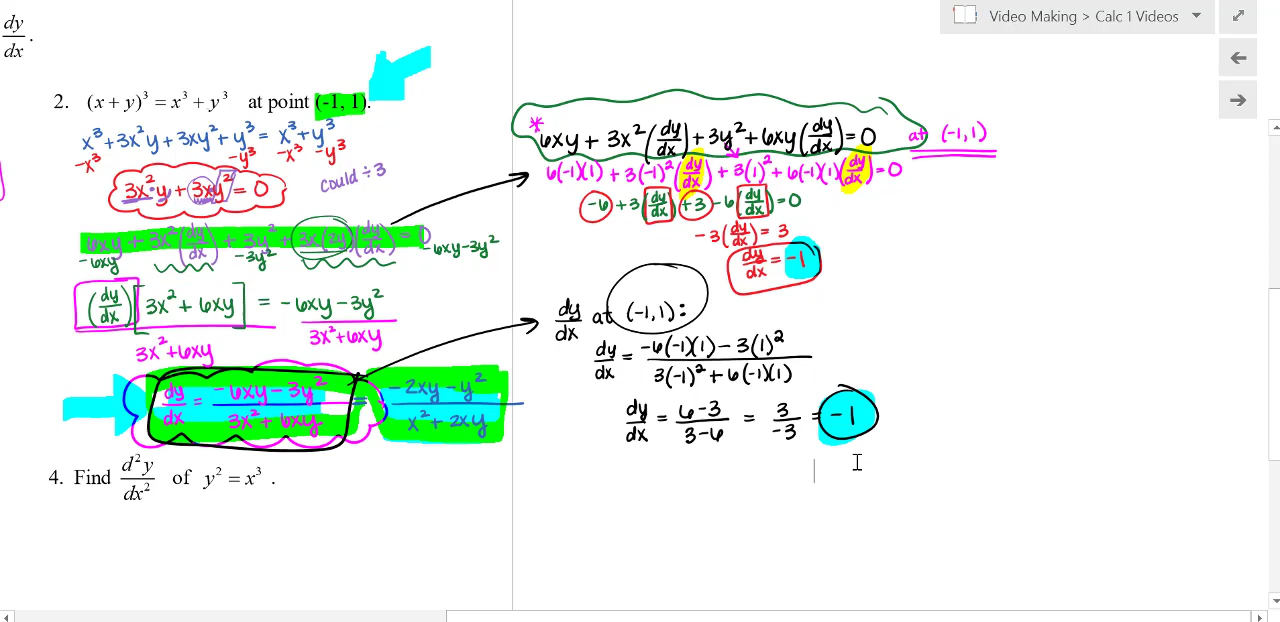 dy/dx.
Video Making > Calc 1 Videos
2. (x + y)³ = x³ + y³ at point (-1, 1).
x³ + 3x²y + 3xy² + y³ = x³ + y³
-x³ -y³ -x³ -y³
3x²·y + 3xy² = 0
could ÷ 3
6xy + 3x²(dy/dx) + 3y² + 3x(2y)(dy/dx) = 0
-6xy -3y² -6xy-3y²
(dy/dx)[3x² + 6xy] = -6xy - 3y²
3x²+6xy 3x²+6xy
dy/dx = (-6xy - 3y²)/(3x² + 6xy) = (-2xy - y²)/(x² + 2xy)
4. Find d²y/dx² of y² = x³ .
* 6xy + 3x²(dy/dx) + 3y² + 6xy(dy/dx) = 0 at (-1,1)
6(-1)(1) + 3(-1)²(dy/dx) + 3(1)² + 6(-1)(1)(dy/dx) = 0
-6 + 3(dy/dx) + 3 - 6(dy/dx) = 0
-3(dy/dx) = 3
dy/dx = -1
dy/dx at (-1,1):
dy/dx = (-6(-1)(1) - 3(1)²)/(3(-1)² + 6(-1)(1))
dy/dx = (6-3)/(3-6) = 3/-3 = -1